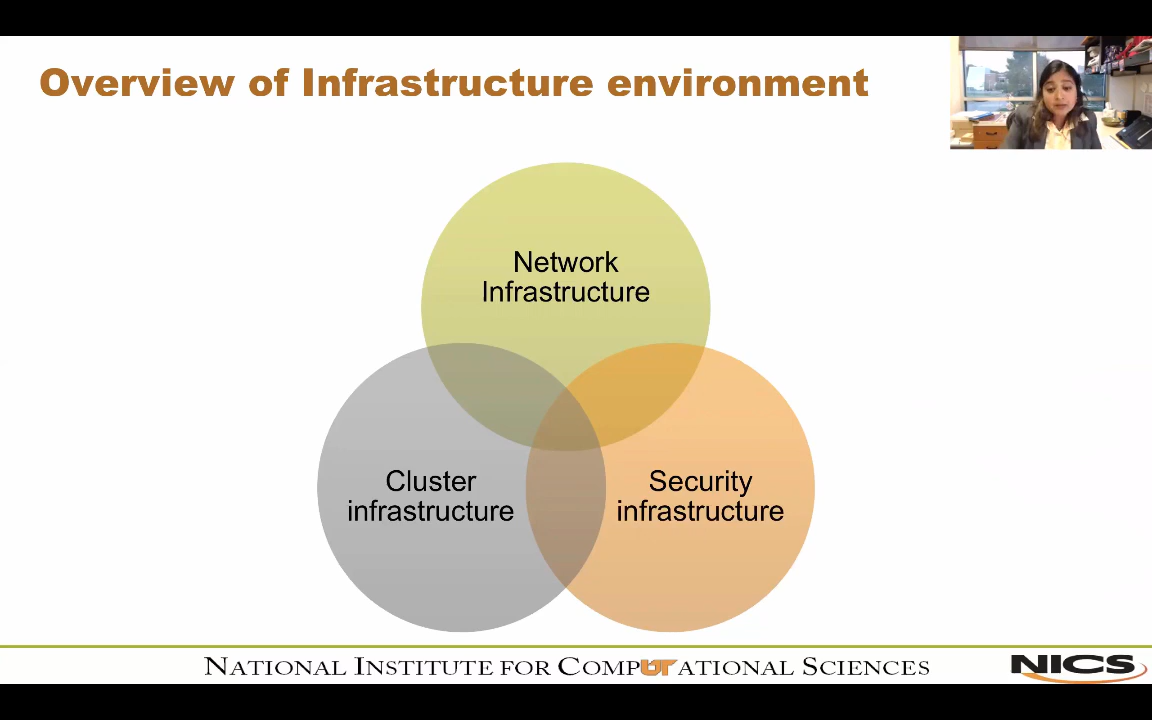 Overview of Infrastructure environment
Network
Infrastructure
Cluster
infrastructure
Security
infrastructure
NATIONAL INSTITUTE FOR COMPUTATIONAL SCIENCES
NICS